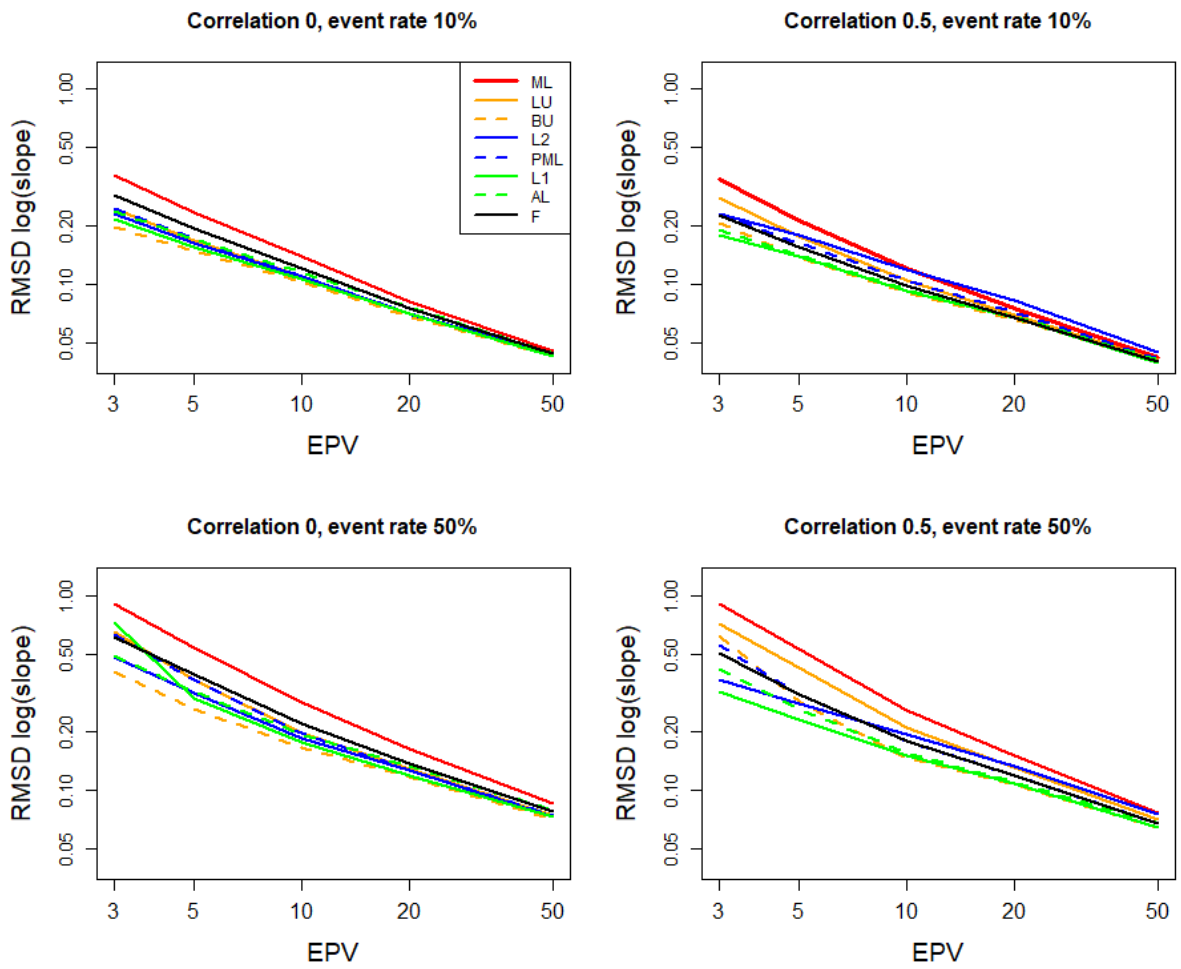 Correlation 0, event rate 10%
RMSD log(slope)
1.00
0.50
0.20
0.10
0.05
ML
LU
BU
L2
PML
L1
AL
F
3 5 10 20 50
EPV
Correlation 0.5, event rate 10%
RMSD log(slope)
1.00
0.50
0.20
0.10
0.05
3 5 10 20 50
EPV
Correlation 0, event rate 50%
RMSD log(slope)
1.00
0.50
0.20
0.10
0.05
3 5 10 20 50
EPV
Correlation 0.5, event rate 50%
RMSD log(slope)
1.00
0.50
0.20
0.10
0.05
3 5 10 20 50
EPV